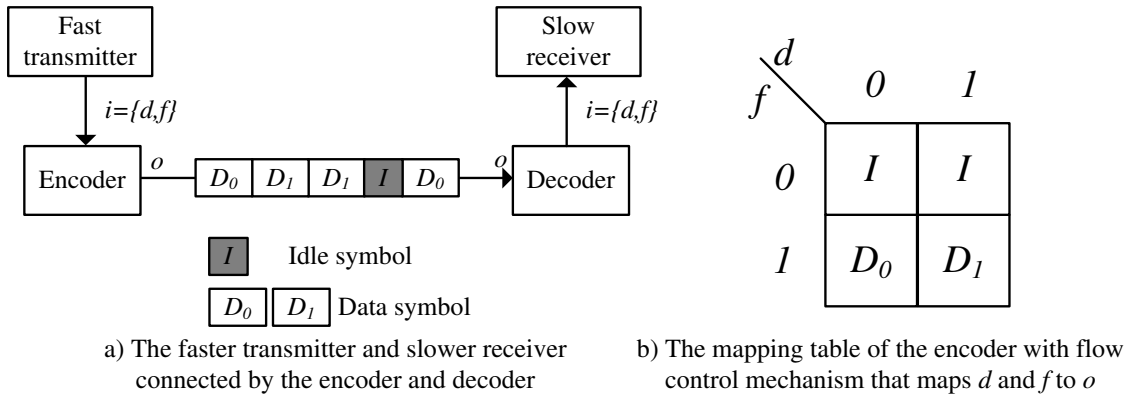 Fast
transmitter
Slow
receiver
i={d,f}
i={d,f}
Encoder
o
D₀ D₁ D₁ I D₀
o
Decoder
I Idle symbol
D₀ D₁ Data symbol
a) The faster transmitter and slower receiver
connected by the encoder and decoder
d
f
0 1
0 I I
1 D₀ D₁
b) The mapping table of the encoder with flow
control mechanism that maps d and f to o